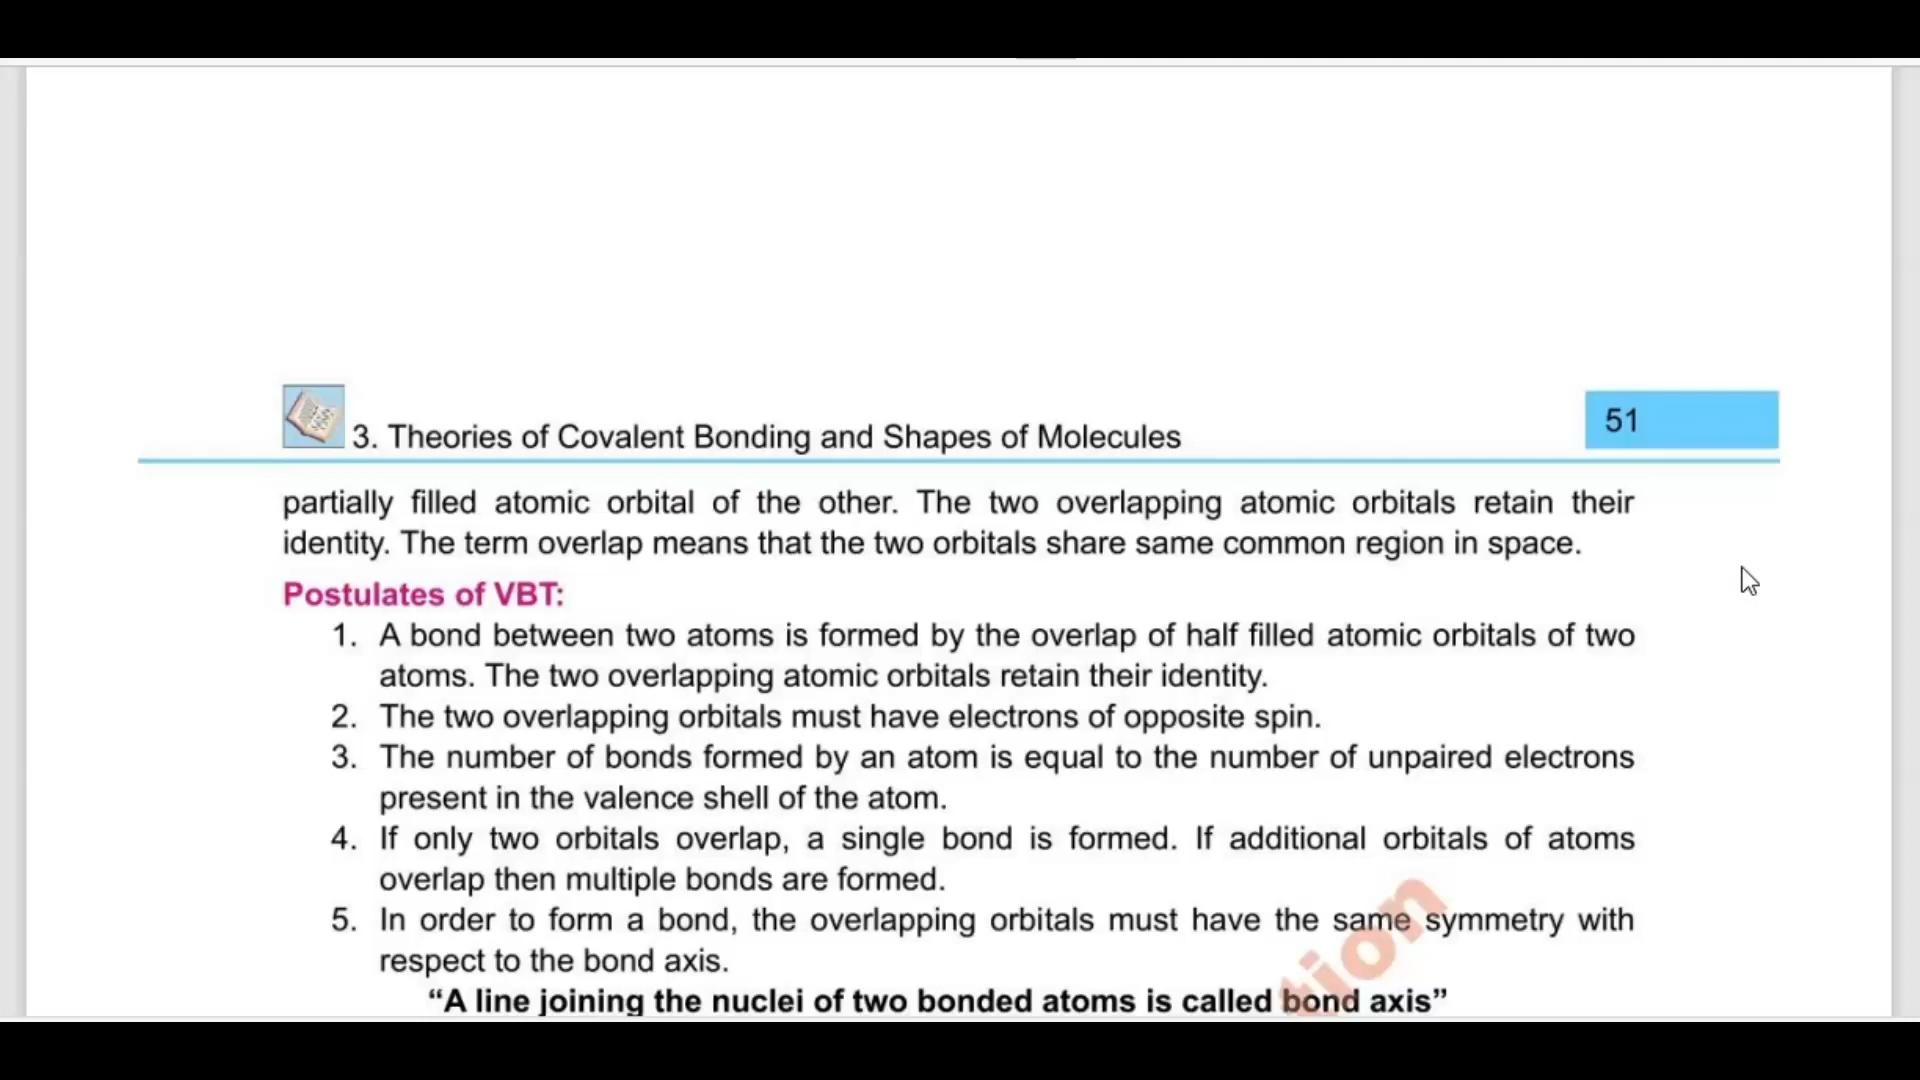 3. Theories of Covalent Bonding and Shapes of Molecules
51
partially filled atomic orbital of the other. The two overlapping atomic orbitals retain their
identity. The term overlap means that the two orbitals share same common region in space.
Postulates of VBT:
1. A bond between two atoms is formed by the overlap of half filled atomic orbitals of two
atoms. The two overlapping atomic orbitals retain their identity.
2. The two overlapping orbitals must have electrons of opposite spin.
3. The number of bonds formed by an atom is equal to the number of unpaired electrons
present in the valence shell of the atom.
4. If only two orbitals overlap, a single bond is formed. If additional orbitals of atoms
overlap then multiple bonds are formed.
5. In order to form a bond, the overlapping orbitals must have the same symmetry with
respect to the bond axis.
“A line joining the nuclei of two bonded atoms is called bond axis”
tion